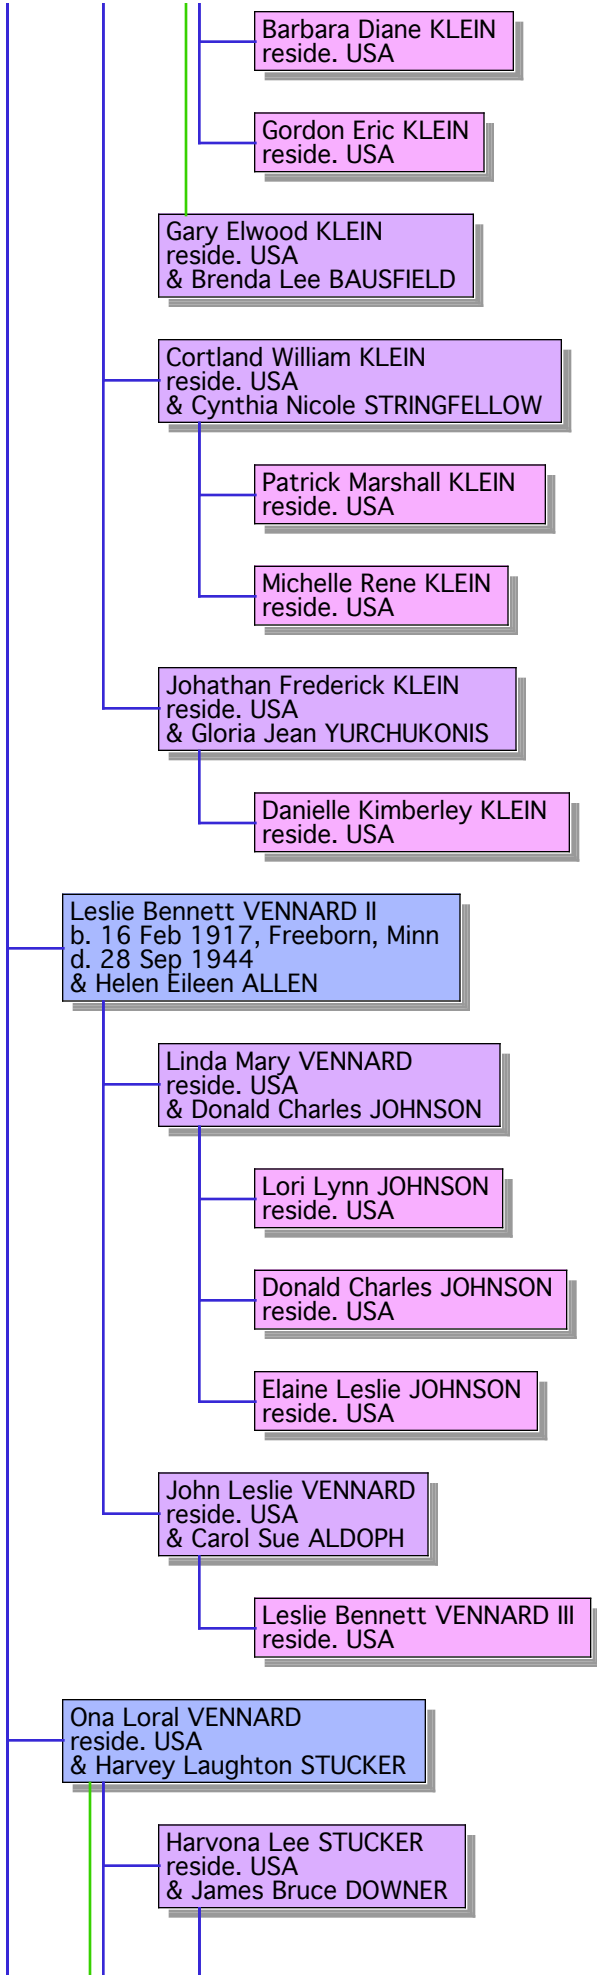 Barbara Diane KLEIN
reside. USA
Gordon Eric KLEIN
reside. USA
Gary Elwood KLEIN
reside. USA
& Brenda Lee BAUSFIELD
Cortland William KLEIN
reside. USA
& Cynthia Nicole STRINGFELLOW
Patrick Marshall KLEIN
reside. USA
Michelle Rene KLEIN
reside. USA
Johathan Frederick KLEIN
reside. USA
& Gloria Jean YURCHUKONIS
Danielle Kimberley KLEIN
reside. USA
Leslie Bennett VENNARD II
b. 16 Feb 1917, Freeborn, Minn
d. 28 Sep 1944
& Helen Eileen ALLEN
Linda Mary VENNARD
reside. USA
& Donald Charles JOHNSON
Lori Lynn JOHNSON
reside. USA
Donald Charles JOHNSON
reside. USA
Elaine Leslie JOHNSON
reside. USA
John Leslie VENNARD
reside. USA
& Carol Sue ALDOPH
Leslie Bennett VENNARD III
reside. USA
Ona Loral VENNARD
reside. USA
& Harvey Laughton STUCKER
Harvona Lee STUCKER
reside. USA
& James Bruce DOWNER